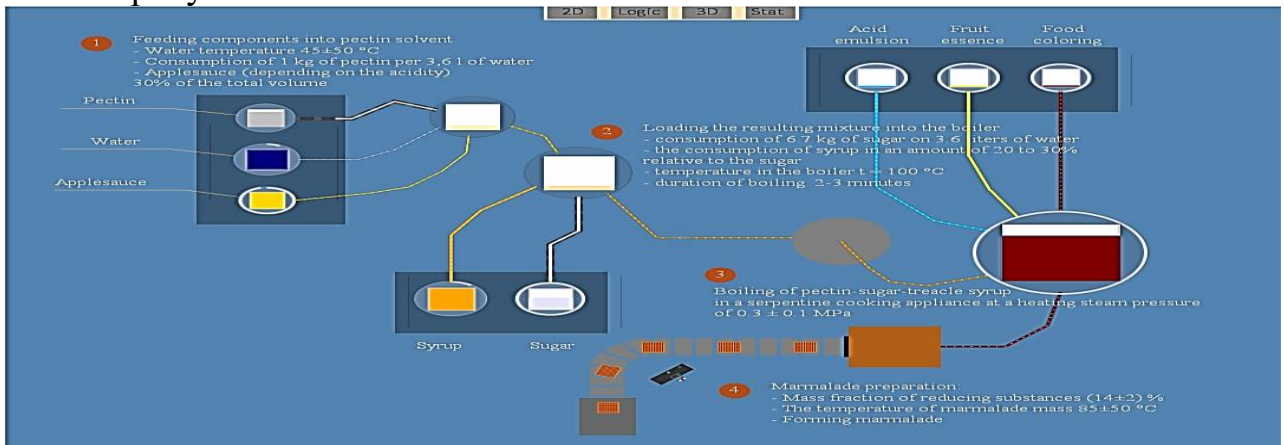 2D Logic 3D Stat
1 Feeding components into pectin solvent
- Water temperature 45±50 °C
- Consumption of 1 kg of pectin per 3,6 l of water
- Applesauce (depending on the acidity)
30% of the total volume
Pectin
Water
Applesauce
Acid emulsion
Fruit essence
Food coloring
2 Loading the resulting mixture into the boiler
- consumption of 6.7 kg of sugar on 3.6 liters of water
- the consumption of syrup in an amount of 20 to 30%
relative to the sugar
- temperature in the boiler t = 100 °C
- duration of boiling 2-3 minutes
3
Boiling of pectin-sugar-treacle syrup
in a serpentine cooking appliance at a heating steam pressure
of 0.3 ± 0.1 MPa
Syrup
Sugar
4 Marmalade preparation:
- Mass fraction of reducing substances (14±2) %
- The temperature of marmalade mass 85±50 °C
- Forming marmalade